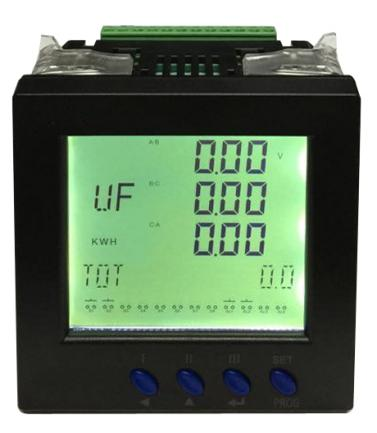 AB 0.00 V
UF BC 0.00
CA 0.00
KWH
TOT 0.0
I II III SET
PROG